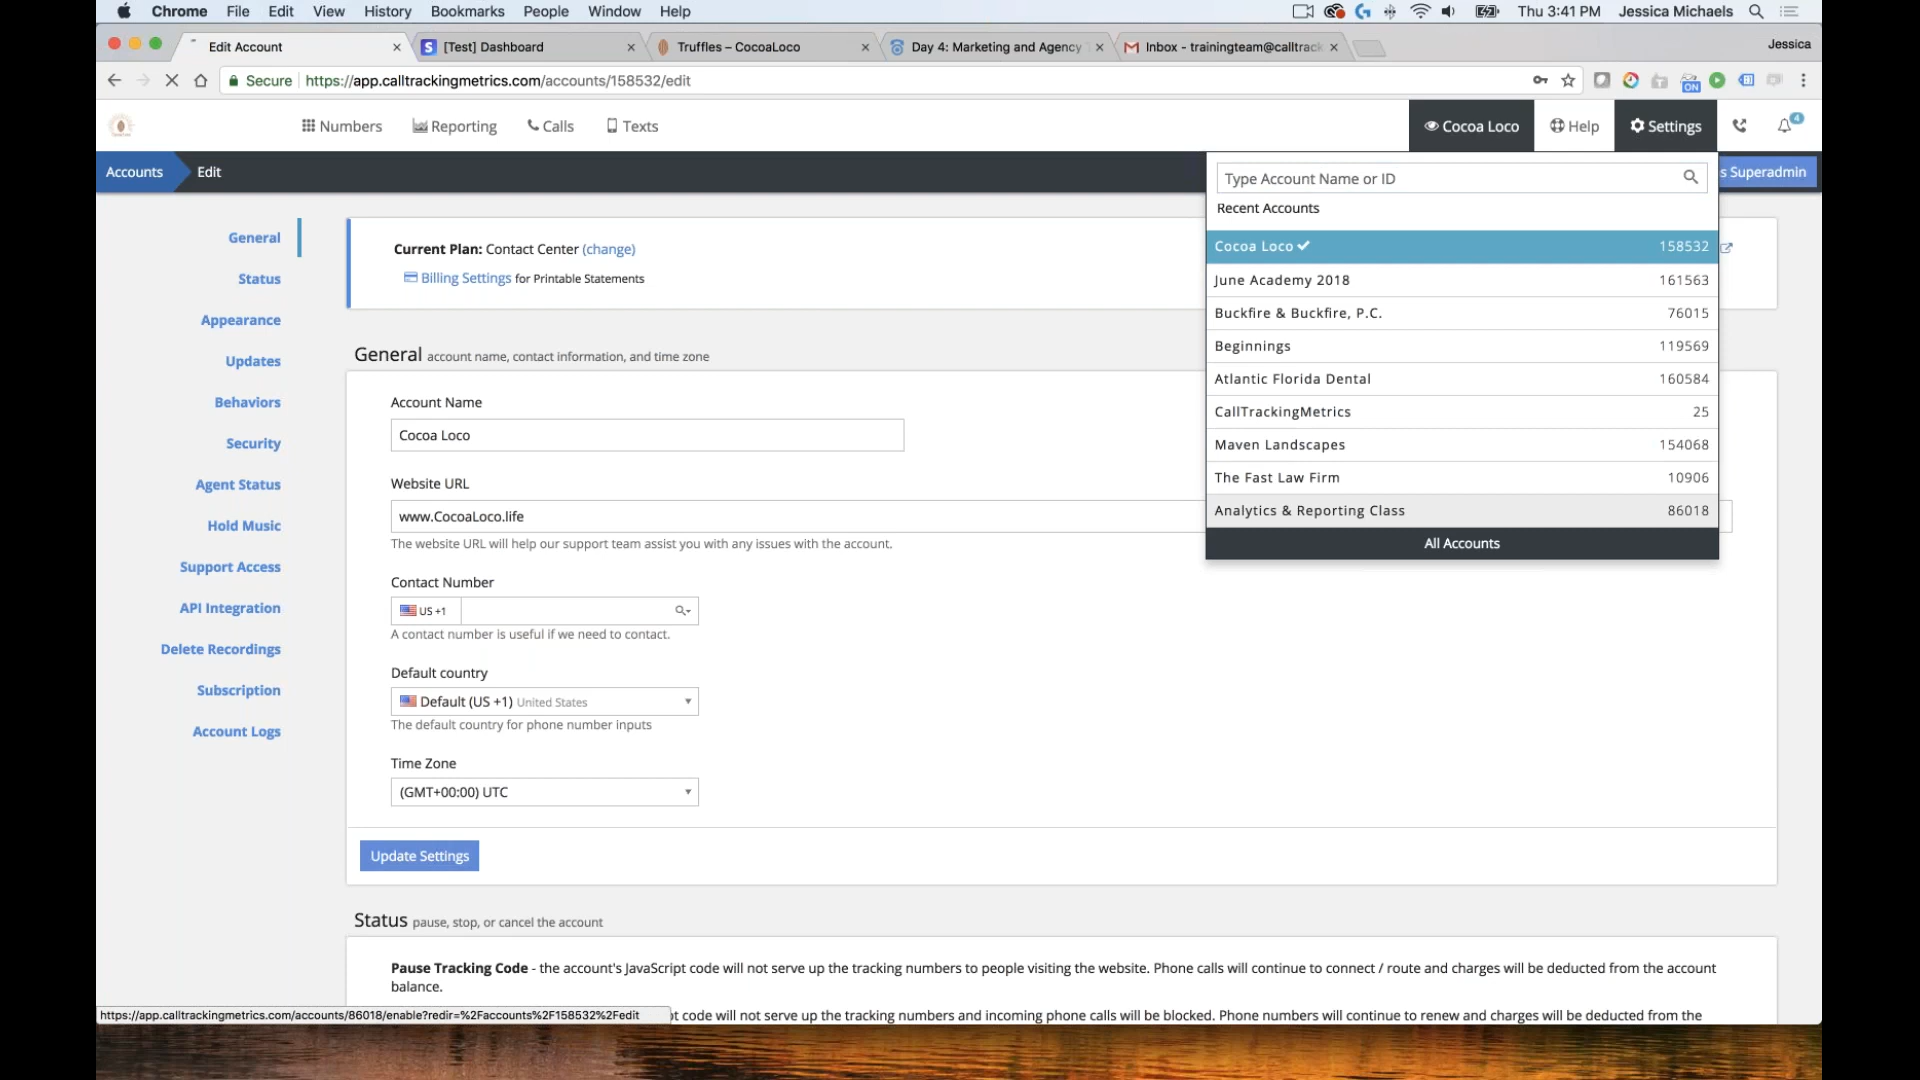 Chrome File Edit View History Bookmarks People Window Help
Thu 3:41 PM Jessica Michaels
Edit Account
[Test] Dashboard
Truffles – CocoaLoco
Day 4: Marketing and Agency
Inbox - trainingteam@calltrack
Jessica
Secure https://app.calltrackingmetrics.com/accounts/158532/edit
ON
Numbers Reporting Calls Texts
Cocoa Loco Help Settings 4
Accounts Edit
s Superadmin
Type Account Name or ID
Recent Accounts
Cocoa Loco 158532
June Academy 2018 161563
Buckfire & Buckfire, P.C. 76015
Beginnings 119569
Atlantic Florida Dental 160584
CallTrackingMetrics 25
Maven Landscapes 154068
The Fast Law Firm 10906
Analytics & Reporting Class 86018
All Accounts
General
Status
Appearance
Updates
Behaviors
Security
Agent Status
Hold Music
Support Access
API Integration
Delete Recordings
Subscription
Account Logs
Current Plan: Contact Center (change)
Billing Settings for Printable Statements
General account name, contact information, and time zone
Account Name
Cocoa Loco
Website URL
www.CocoaLoco.life
The website URL will help our support team assist you with any issues with the account.
Contact Number
US +1
A contact number is useful if we need to contact.
Default country
Default (US +1) United States
The default country for phone number inputs
Time Zone
(GMT+00:00) UTC
Update Settings
Status pause, stop, or cancel the account
Pause Tracking Code - the account's JavaScript code will not serve up the tracking numbers to people visiting the website. Phone calls will continue to connect / route and charges will be deducted from the account
balance.
https://app.calltrackingmetrics.com/accounts/86018/enable?redir=%2Faccounts%2F158532%2Fedit
pt code will not serve up the tracking numbers and incoming phone calls will be blocked. Phone numbers will continue to renew and charges will be deducted from the